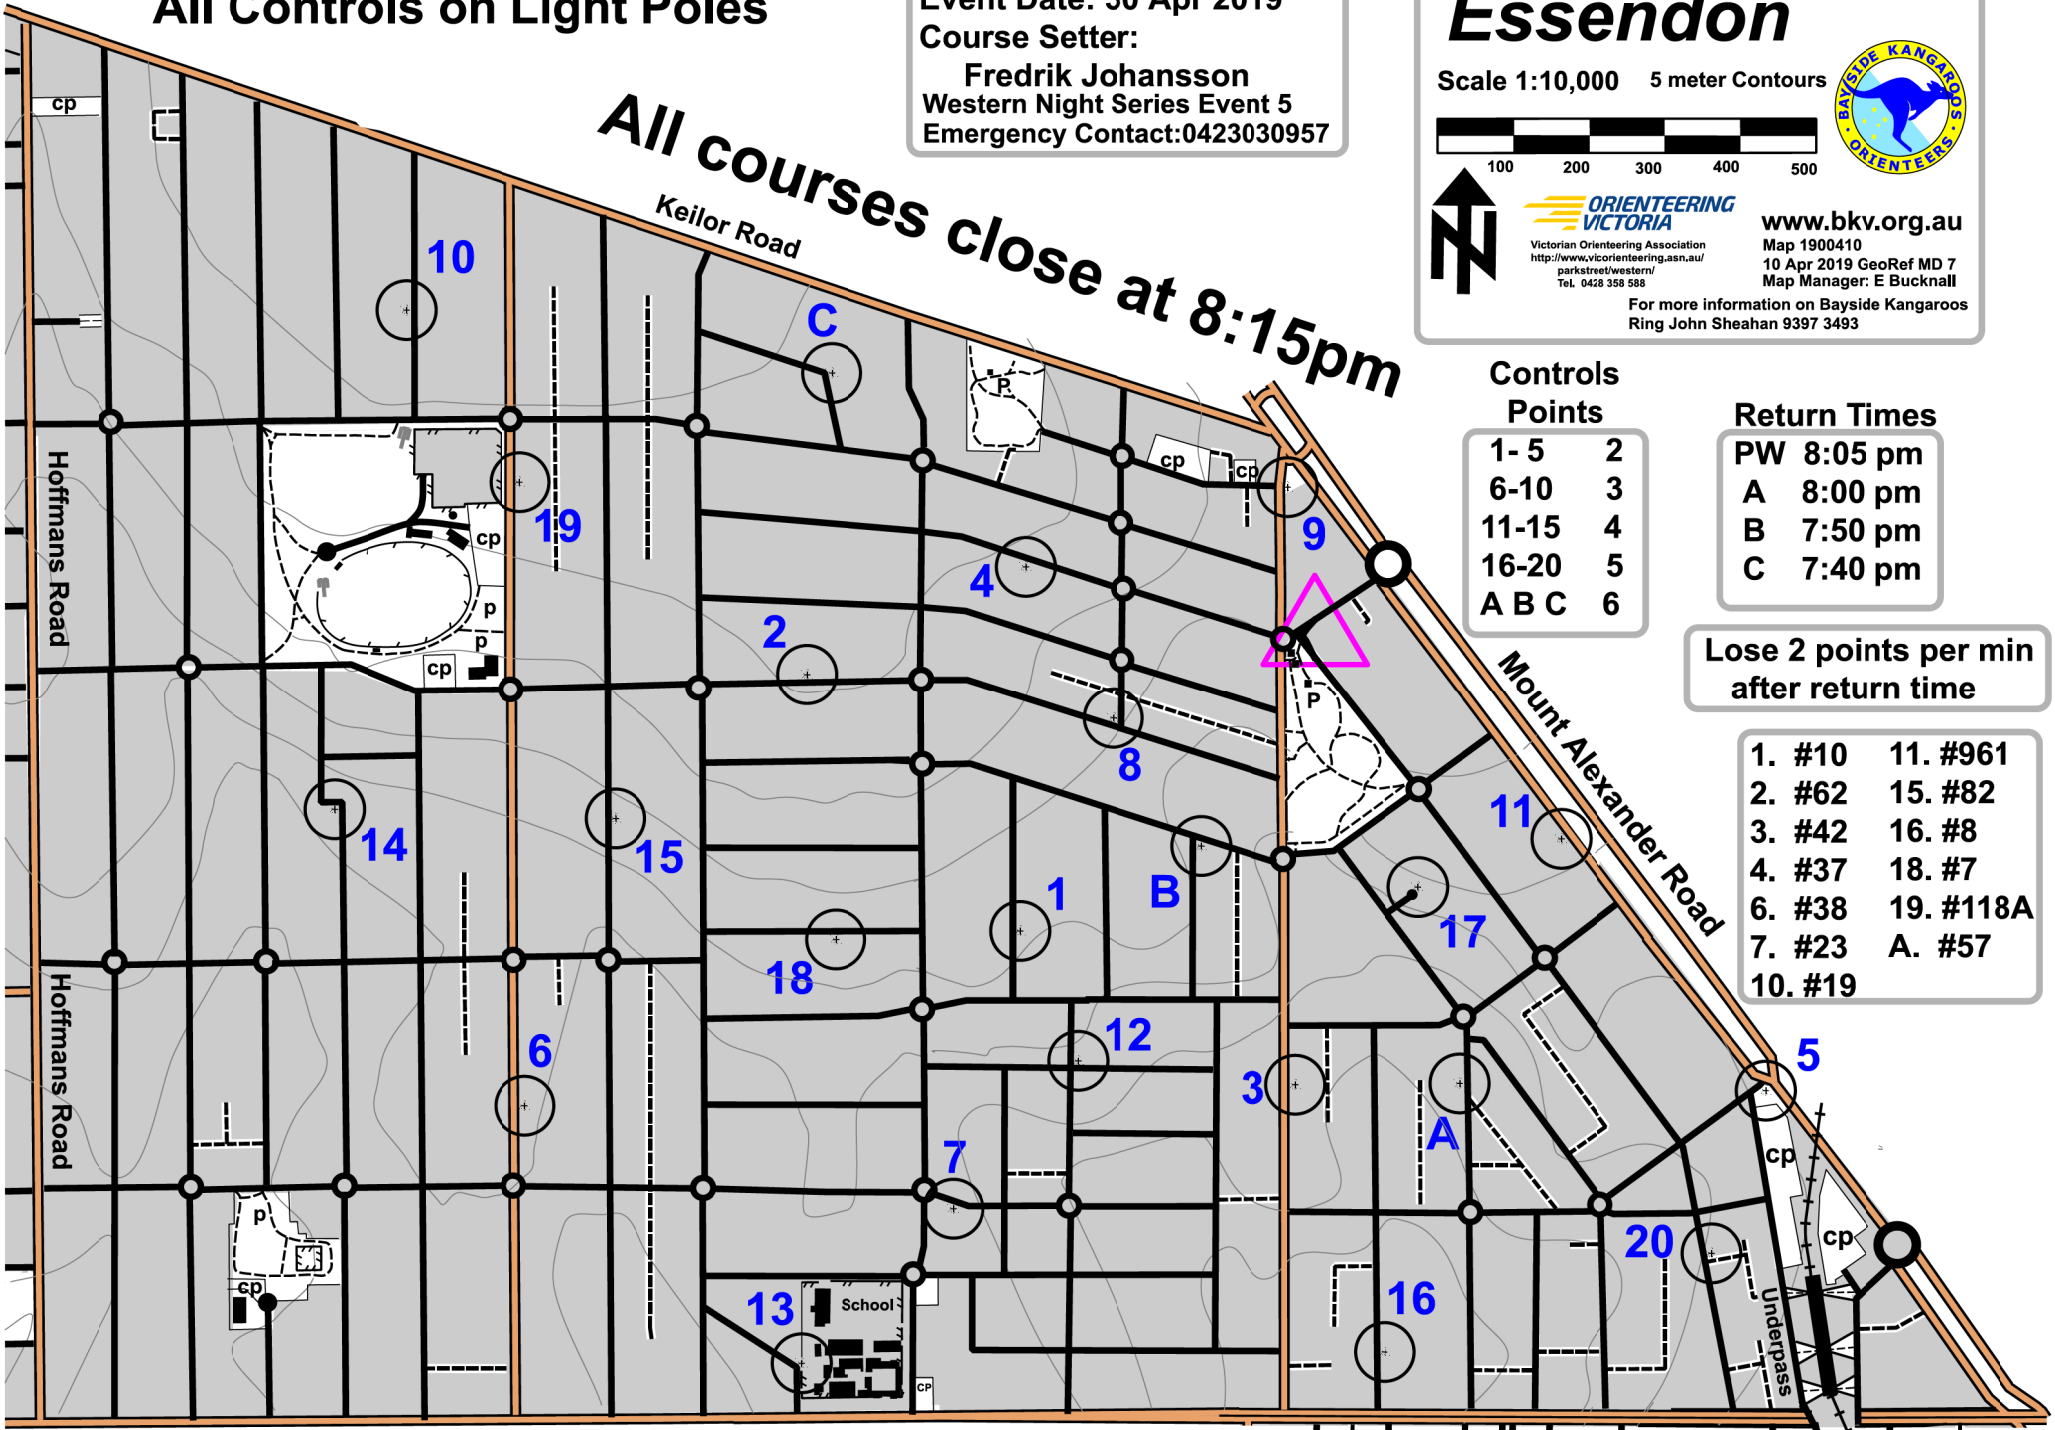 All Controls on Light Poles
Event Date: 30 Apr 2019
Course Setter:
Fredrik Johansson
Western Night Series Event 5
Emergency Contact:0423030957
Essendon
Scale 1:10,000 5 meter Contours
BAYSIDE KANGAROOS
• ORIENTEERS •
100 200 300 400 500
N
ORIENTEERING
VICTORIA
Victorian Orienteering Association
http://www.vicorienteering.asn.au/
parkstreet/western/
Tel. 0428 358 588
www.bkv.org.au
Map 1900410
10 Apr 2019 GeoRef MD 7
Map Manager: E Bucknall
For more information on Bayside Kangaroos
Ring John Sheahan 9397 3493
All courses close at 8:15pm
Keilor Road
Controls
Points
1- 5 2
6-10 3
11-15 4
16-20 5
A B C 6
Return Times
PW 8:05 pm
A 8:00 pm
B 7:50 pm
C 7:40 pm
Lose 2 points per min
after return time
1. #10 11. #961
2. #62 15. #82
3. #42 16. #8
4. #37 18. #7
6. #38 19. #118A
7. #23 A. #57
10. #19
cp
10
C
P
cp
cp
Hoffmans Road
19
9
cp
4
p
2
p
cp
P
Mount Alexander Road
8
11
14
15
1
B
17
18
Hoffmans Road
6
12
3
5
A
7
cp
p
20
cp
cp
13
School
16
Underpass
CP